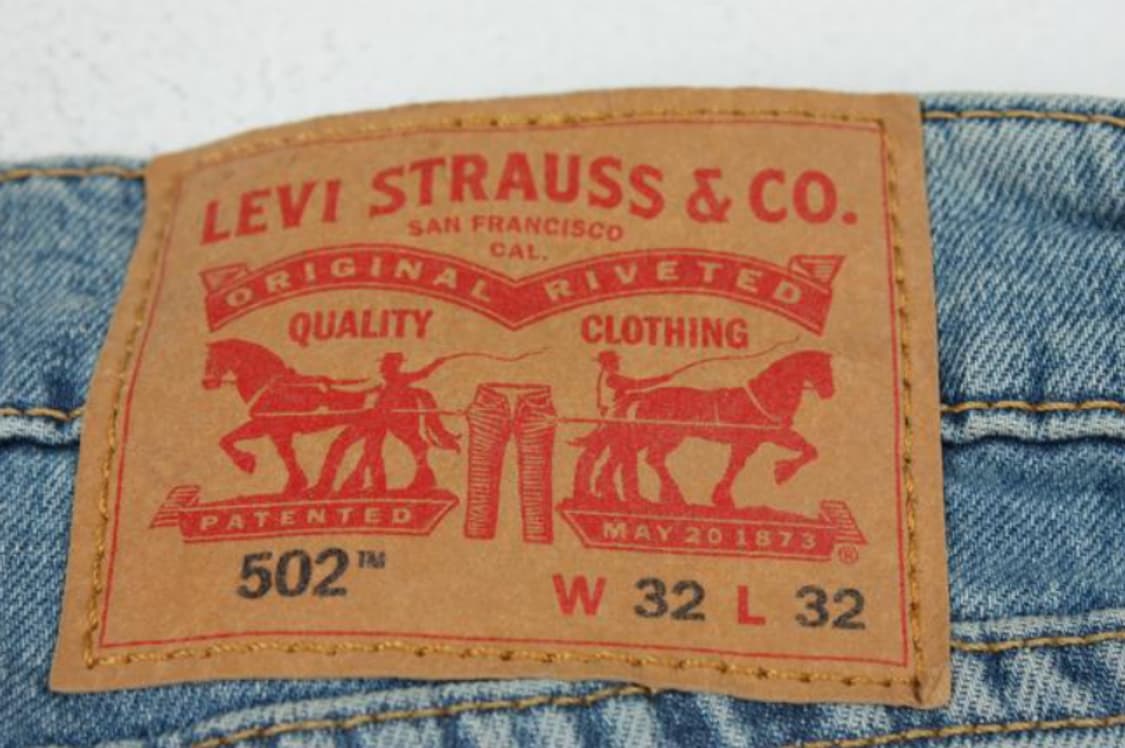 LEVI STRAUSS & CO.
SAN FRANCISCO
CAL.
ORIGINAL RIVETED
QUALITY CLOTHING
PATENTED MAY 20 1873 ®
502™ W 32 L 32